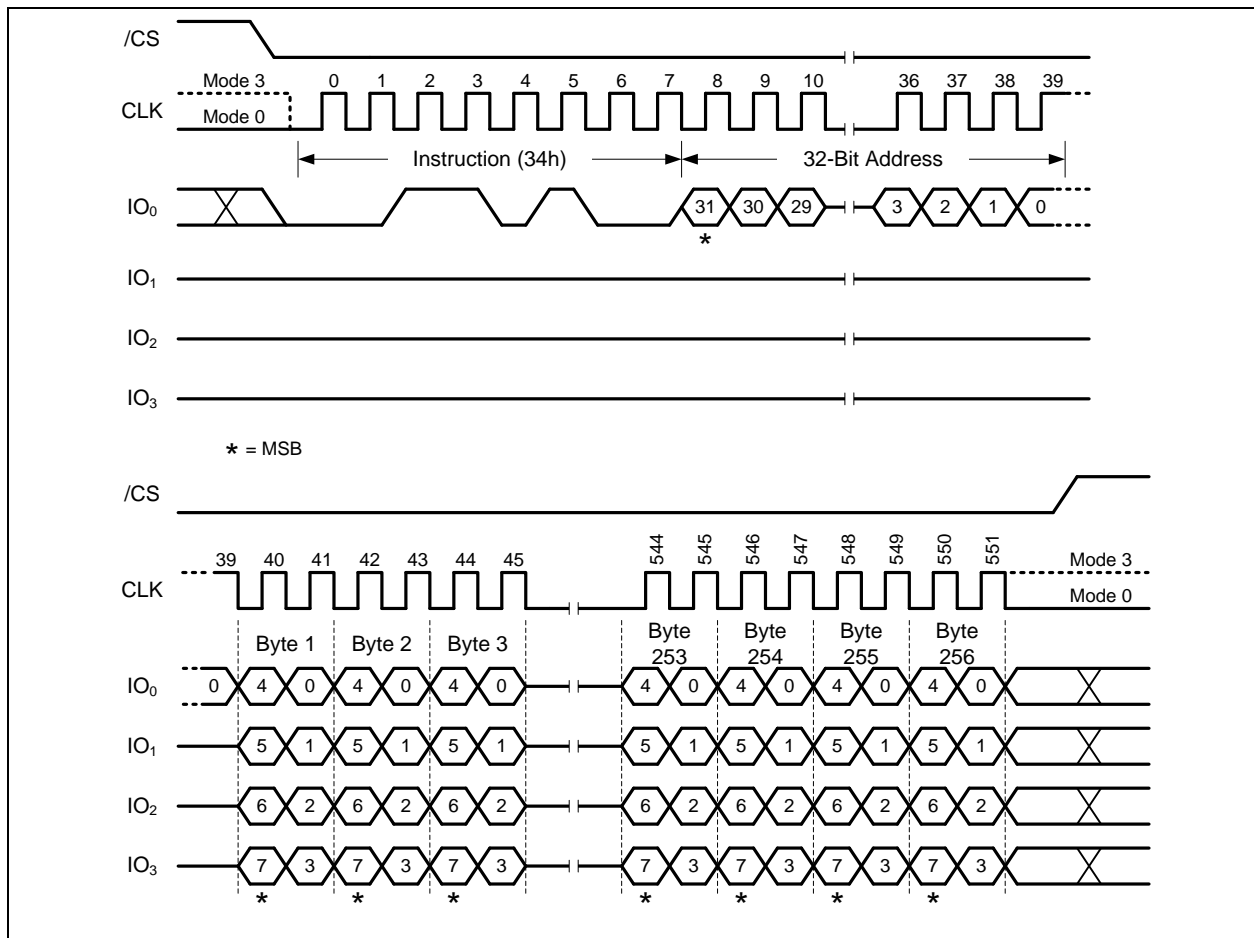 /CS
Mode 3 0 1 2 3 4 5 6 7 8 9 10 36 37 38 39
CLK
Mode 0
Instruction (34h) 32-Bit Address
IO₀ 31 30 29 3 2 1 0
*
IO₁
IO₂
IO₃
* = MSB
/CS
39 40 41 42 43 44 45 544 545 546 547 548 549 550 551 Mode 3
CLK
Mode 0
Byte 1 Byte 2 Byte 3 Byte 253 Byte 254 Byte 255 Byte 256
IO₀ 0 4 0 4 0 4 0 4 0 4 0 4 0 4 0
IO₁ 5 1 5 1 5 1 5 1 5 1 5 1 5 1
IO₂ 6 2 6 2 6 2 6 2 6 2 6 2 6 2
IO₃ 7 3 7 3 7 3 7 3 7 3 7 3 7 3
* * * * * * *